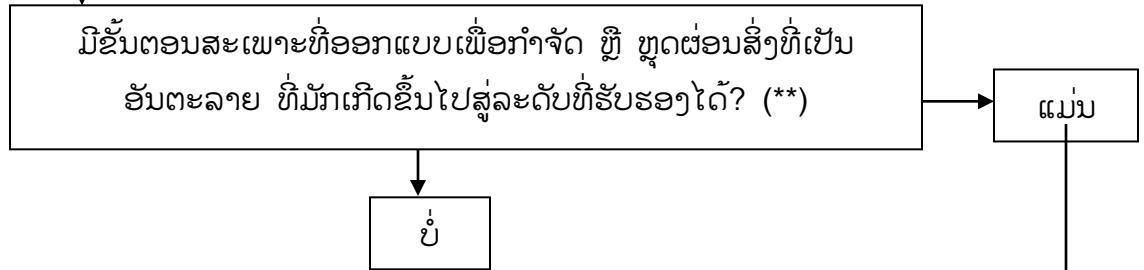 ມີຂັ້ນຕອນສະເພາະທີ່ອອກແບບເພື່ອກຳຈັດ ຫຼື ຫຼຸດຜ່ອນສິ່ງທີ່ເປັນ
ອັນຕະລາຍ ທີ່ມັກເກີດຂຶ້ນໄປສູ່ລະດັບທີ່ຮັບຮອງໄດ້? (**)
ແມ່ນ
ບໍ່